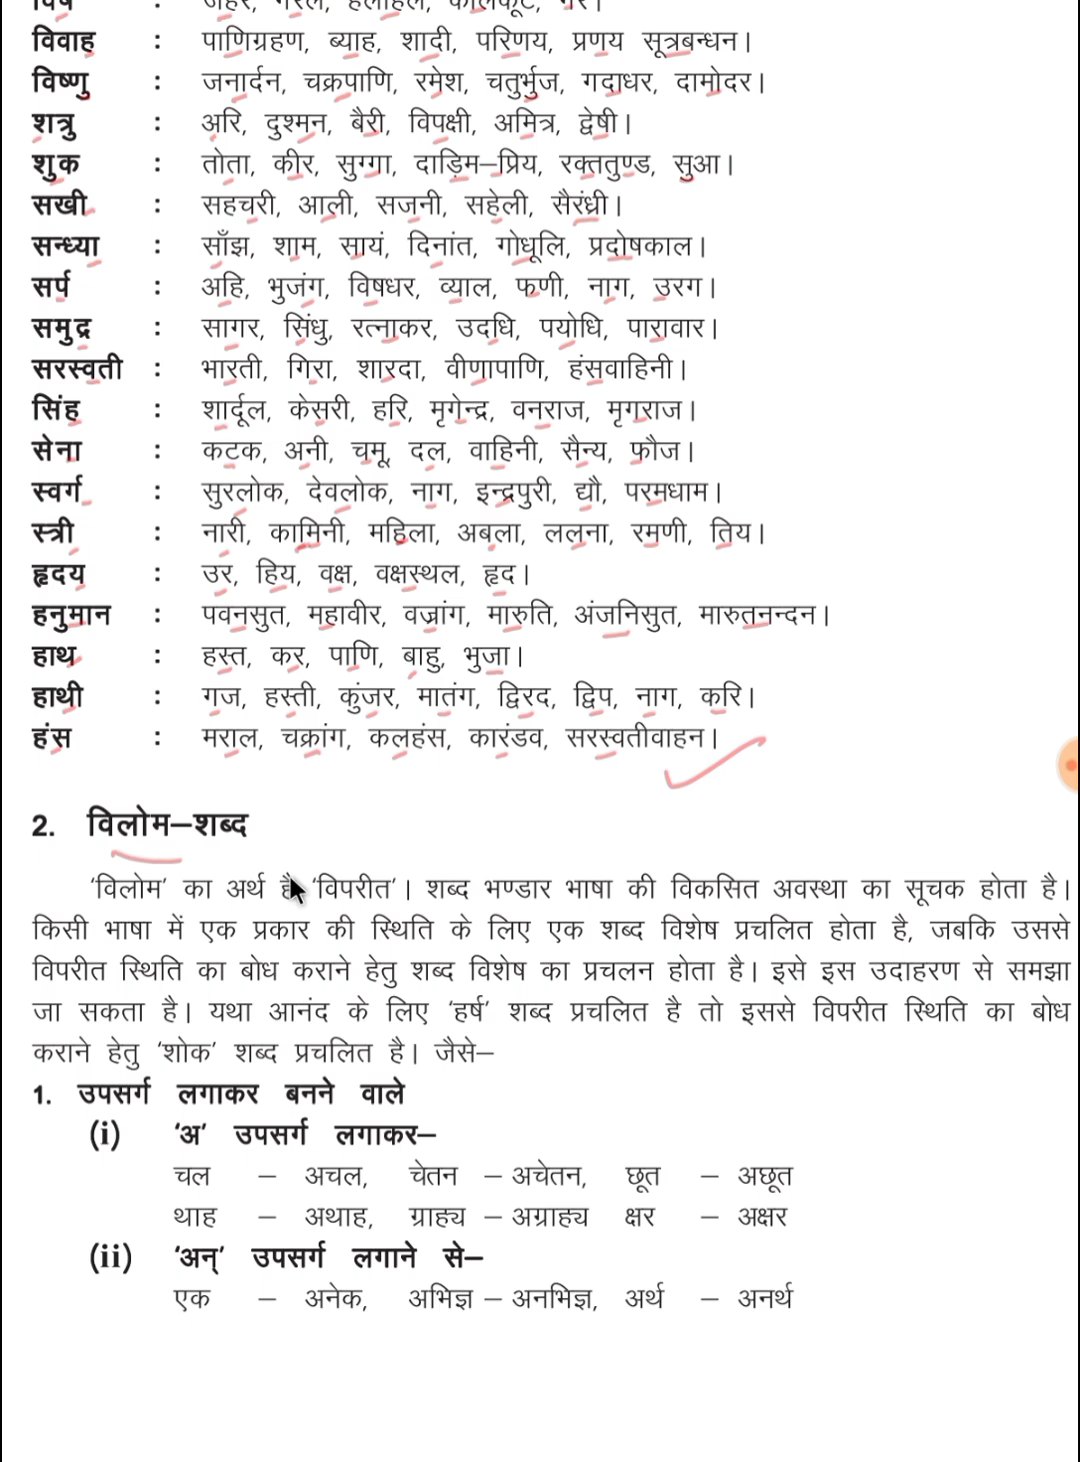 विवाह : पाणिग्रहण, ब्याह, शादी, परिणय, प्रणय सूत्रबन्धन।
विष्णु : जनार्दन, चक्रपाणि, रमेश, चतुर्भुज, गदाधर, दामोदर।
शत्रु : अरि, दुश्मन, बैरी, विपक्षी, अमित्र, द्वेषी।
शुक : तोता, कीर, सुग्गा, दाड़िम–प्रिय, रक्ततुण्ड, सुआ।
सखी : सहचरी, आली, सजनी, सहेली, सैरंध्री।
सन्ध्या : साँझ, शाम, सायं, दिनांत, गोधूलि, प्रदोषकाल।
सर्प : अहि, भुजंग, विषधर, व्याल, फणी, नाग, उरग।
समुद्र : सागर, सिंधु, रत्नाकर, उदधि, पयोधि, पारावार।
सरस्वती : भारती, गिरा, शारदा, वीणापाणि, हंसवाहिनी।
सिंह : शार्दूल, केसरी, हरि, मृगेन्द्र, वनराज, मृगराज।
सेना : कटक, अनी, चमू, दल, वाहिनी, सैन्य, फौज।
स्वर्ग : सुरलोक, देवलोक, नाग, इन्द्रपुरी, द्यौ, परमधाम।
स्त्री : नारी, कामिनी, महिला, अबला, ललना, रमणी, तिय।
हृदय : उर, हिय, वक्ष, वक्षस्थल, हृद।
हनुमान : पवनसुत, महावीर, वज्रांग, मारुति, अंजनिसुत, मारुतनन्दन।
हाथ : हस्त, कर, पाणि, बाहु, भुजा।
हाथी : गज, हस्ती, कुंजर, मातंग, द्विरद, द्विप, नाग, करि।
हंस : मराल, चक्रांग, कलहंस, कारंडव, सरस्वतीवाहन।
2. विलोम–शब्द
'विलोम' का अर्थ है 'विपरीत'। शब्द भण्डार भाषा की विकसित अवस्था का सूचक होता है।
किसी भाषा में एक प्रकार की स्थिति के लिए एक शब्द विशेष प्रचलित होता है, जबकि उससे
विपरीत स्थिति का बोध कराने हेतु शब्द विशेष का प्रचलन होता है। इसे इस उदाहरण से समझा
जा सकता है। यथा आनंद के लिए 'हर्ष' शब्द प्रचलित है तो इससे विपरीत स्थिति का बोध
कराने हेतु 'शोक' शब्द प्रचलित है। जैसे–
1. उपसर्ग लगाकर बनने वाले
(i) 'अ' उपसर्ग लगाकर–
चल – अचल, चेतन – अचेतन, छूत – अछूत
थाह – अथाह, ग्राह्य – अग्राह्य क्षर – अक्षर
(ii) 'अन्' उपसर्ग लगाने से–
एक – अनेक, अभिज्ञ – अनभिज्ञ, अर्थ – अनर्थ